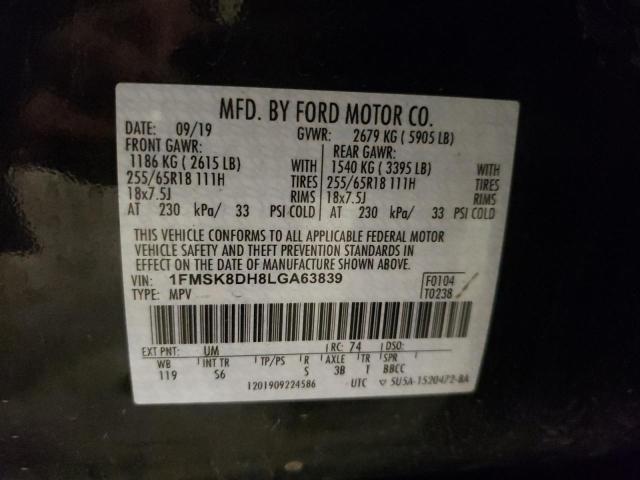 MFD. BY FORD MOTOR CO.
DATE: 09/19 GVWR: 2679 KG ( 5905 LB)
FRONT GAWR: REAR GAWR:
1186 KG ( 2615 LB) WITH 1540 KG ( 3395 LB) WITH
255/65R18 111H TIRES 255/65R18 111H TIRES
18x7.5J RIMS 18x7.5J RIMS
AT 230 kPa/ 33 PSI COLD AT 230 kPa/ 33 PSI COLD
THIS VEHICLE CONFORMS TO ALL APPLICABLE FEDERAL MOTOR
VEHICLE SAFETY AND THEFT PREVENTION STANDARDS IN
EFFECT ON THE DATE OF MANUFACTURE SHOWN ABOVE.
VIN: 1FMSK8DH8LGA63839 F0104
TYPE: MPV T0238
EXT PNT: UM RC: 74 DSO:
WB INT TR TP/PS R AXLE TR SPR
119 S6 S 3B T BBCC
1201909224586 UTC SU5A-1520472-BA